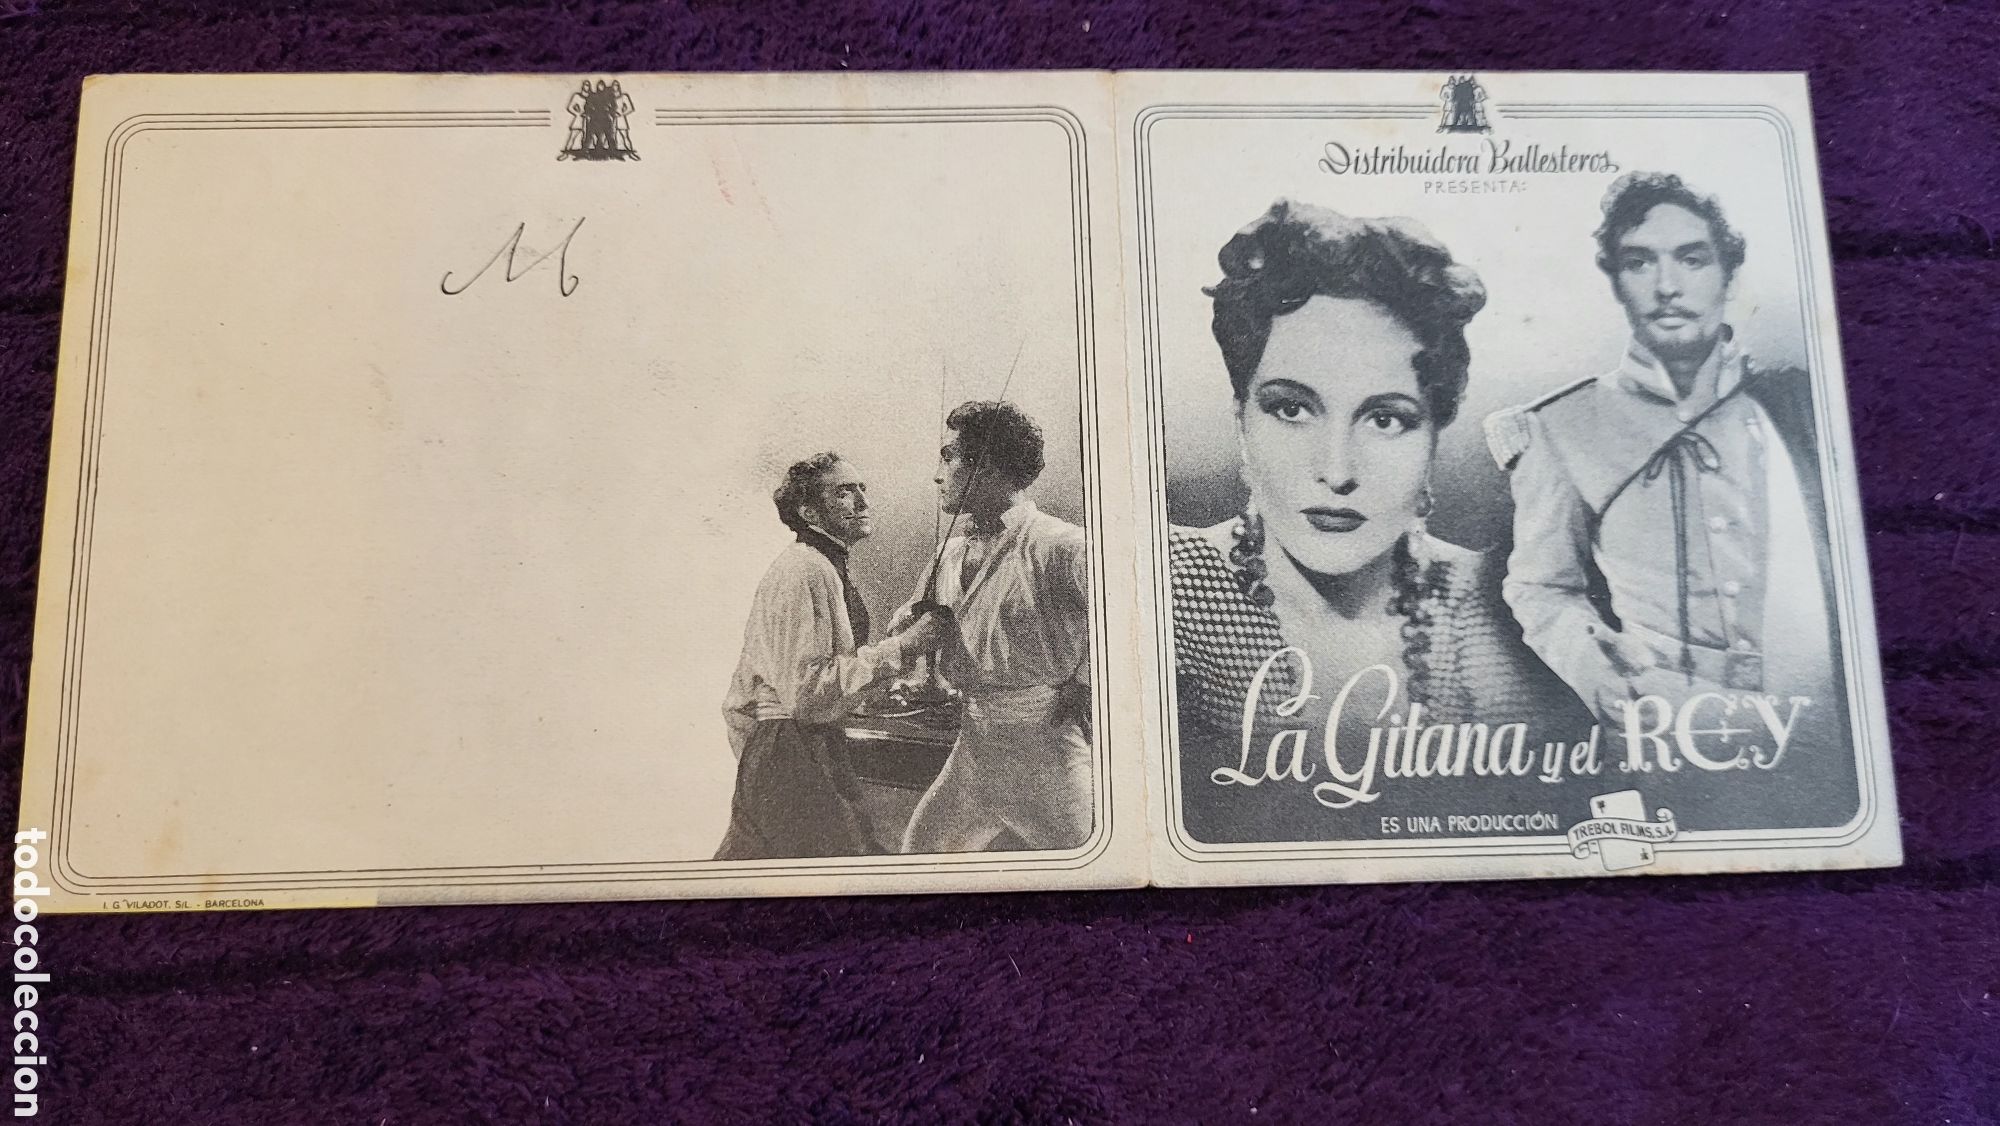 M
I. G. VILADOT, S/L. - BARCELONA
Distribuidora Ballesteros
PRESENTA:
La Gitana y el REY
ES UNA PRODUCCIÓN
TREBOL FILMS, S.A.
todocoleccion